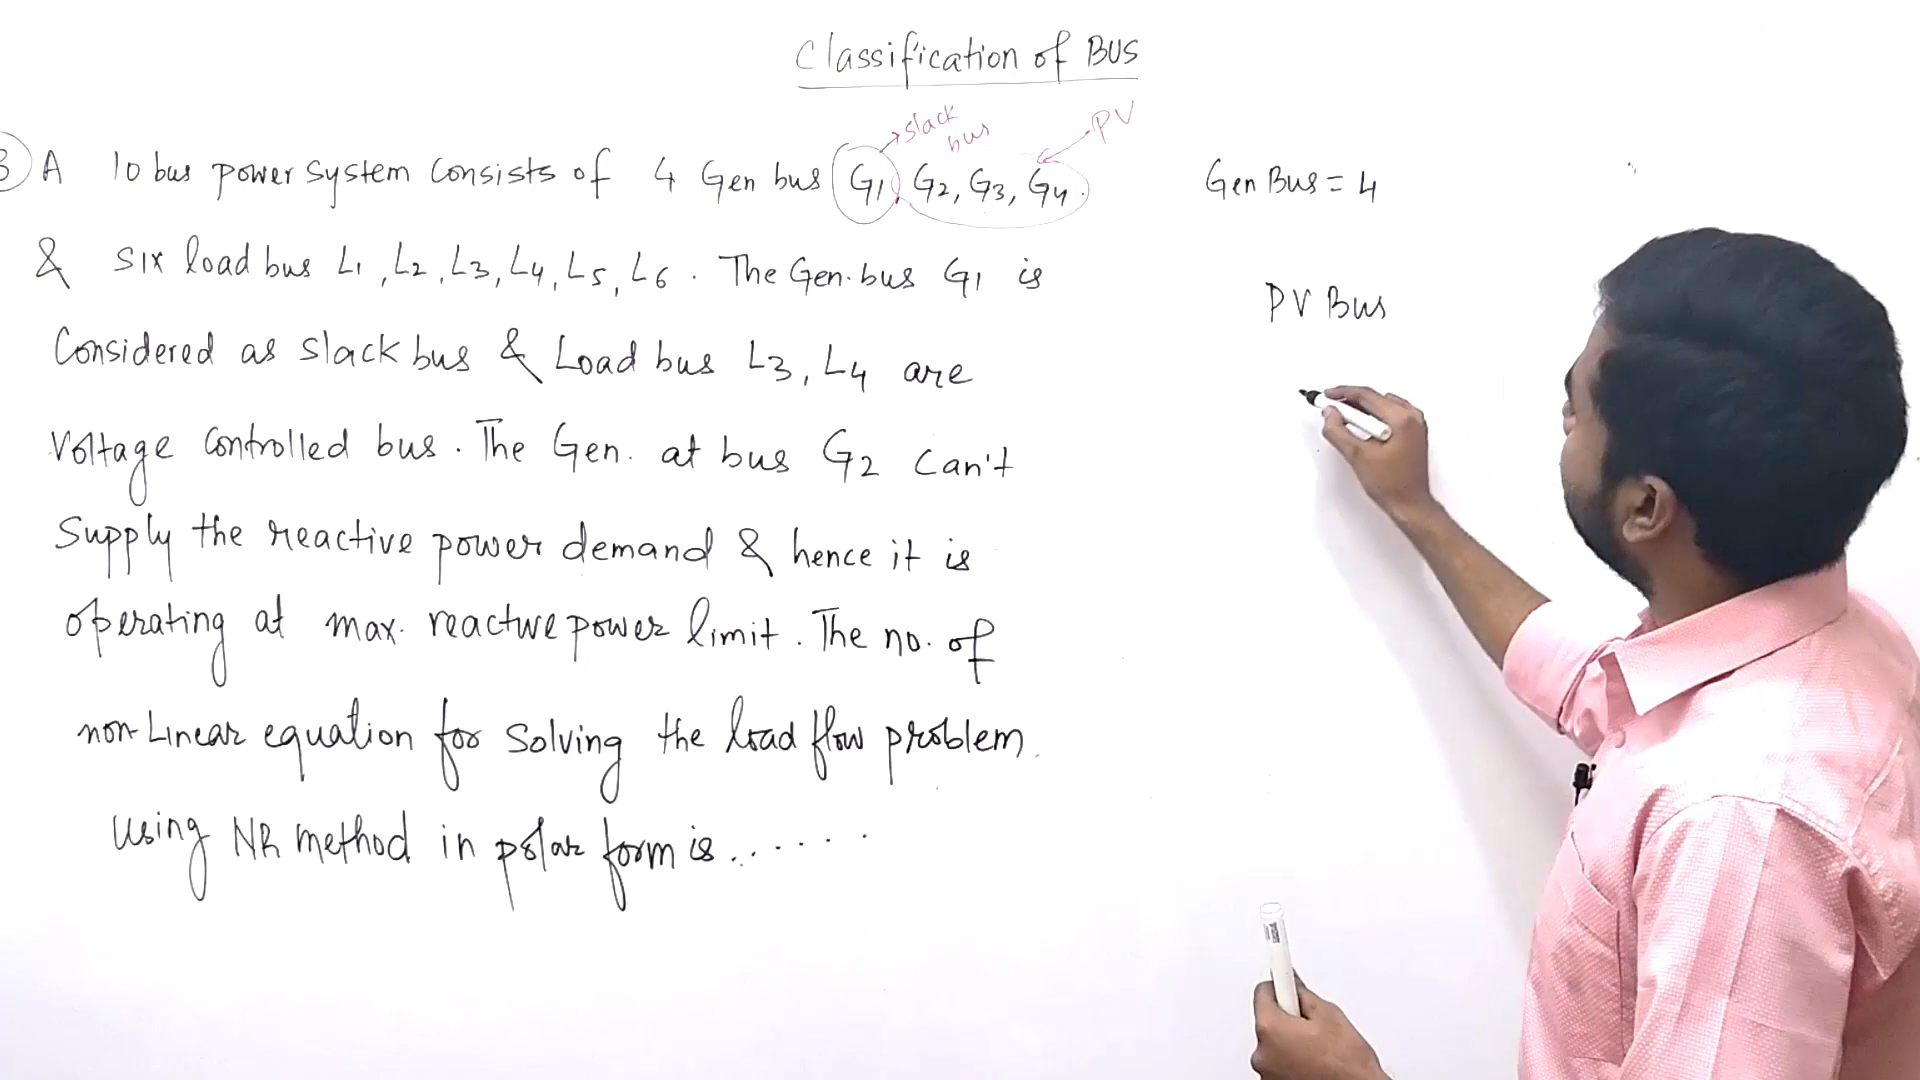 Classification of BUS
slack bus
PV
3 A 10 bus power system consists of 4 Gen bus G1, G2, G3, G4.
& six load bus L1, L2, L3, L4, L5, L6. The Gen. bus G1 is
Considered as slack bus & Load bus L3, L4 are
Voltage controlled bus. The Gen. at bus G2 can't
Supply the reactive power demand & hence it is
operating at max. reactive power limit. The no. of
non-Linear equation for solving the load flow problem.
using NR method in polar form is......
Gen Bus = 4
PV Bus